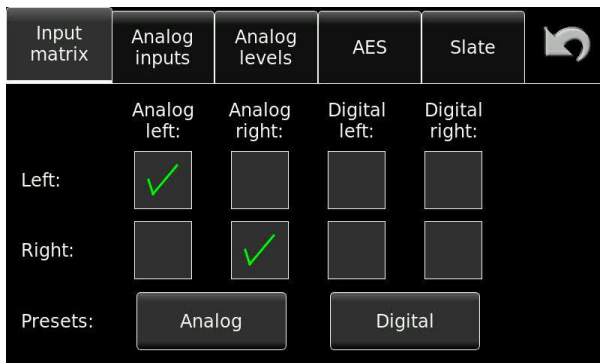 Input
matrix
Analog
inputs
Analog
levels
AES
Slate
Analog
left:
Analog
right:
Digital
left:
Digital
right:
Left:
Right:
Presets:
Analog
Digital